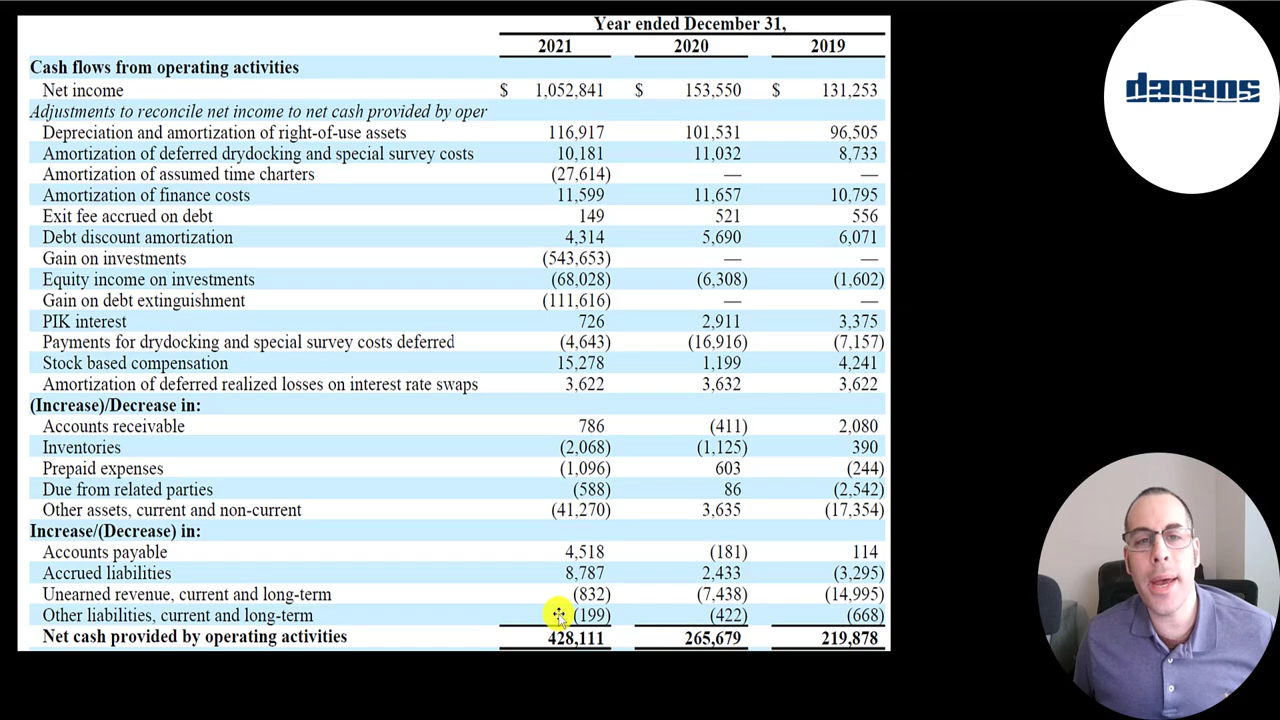 Year ended December 31,
2021 2020 2019
Cash flows from operating activities
Net income $ 1,052,841 $ 153,550 $ 131,253
Adjustments to reconcile net income to net cash provided by oper
Depreciation and amortization of right-of-use assets 116,917 101,531 96,505
Amortization of deferred drydocking and special survey costs 10,181 11,032 8,733
Amortization of assumed time charters (27,614) — —
Amortization of finance costs 11,599 11,657 10,795
Exit fee accrued on debt 149 521 556
Debt discount amortization 4,314 5,690 6,071
Gain on investments (543,653) — —
Equity income on investments (68,028) (6,308) (1,602)
Gain on debt extinguishment (111,616) — —
PIK interest 726 2,911 3,375
Payments for drydocking and special survey costs deferred (4,643) (16,916) (7,157)
Stock based compensation 15,278 1,199 4,241
Amortization of deferred realized losses on interest rate swaps 3,622 3,632 3,622
(Increase)/Decrease in:
Accounts receivable 786 (411) 2,080
Inventories (2,068) (1,125) 390
Prepaid expenses (1,096) 603 (244)
Due from related parties (588) 86 (2,542)
Other assets, current and non-current (41,270) 3,635 (17,354)
Increase/(Decrease) in:
Accounts payable 4,518 (181) 114
Accrued liabilities 8,787 2,433 (3,295)
Unearned revenue, current and long-term (832) (7,438) (14,995)
Other liabilities, current and long-term (199) (422) (668)
Net cash provided by operating activities 428,111 265,679 219,878
danaos